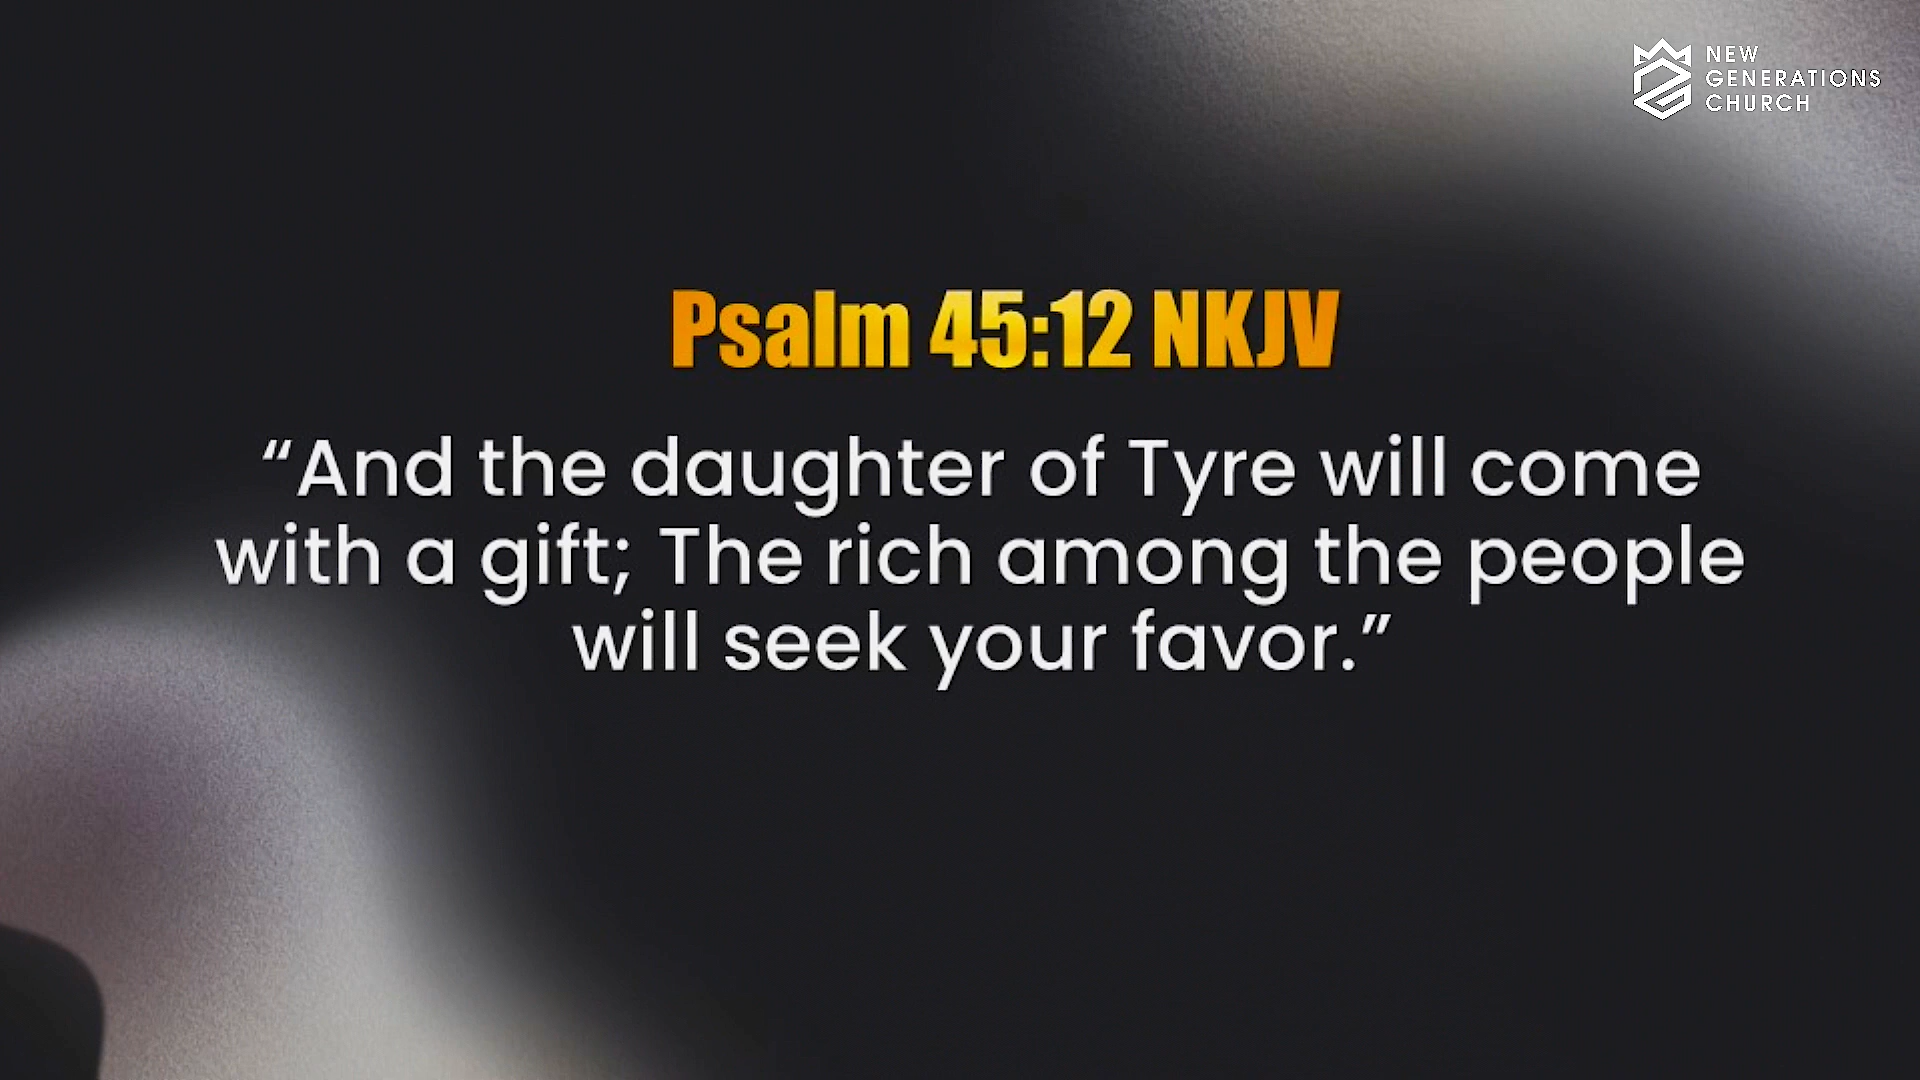 NEW
GENERATIONS
CHURCH
Psalm 45:12 NKJV
“And the daughter of Tyre will come
with a gift; The rich among the people
will seek your favor.”